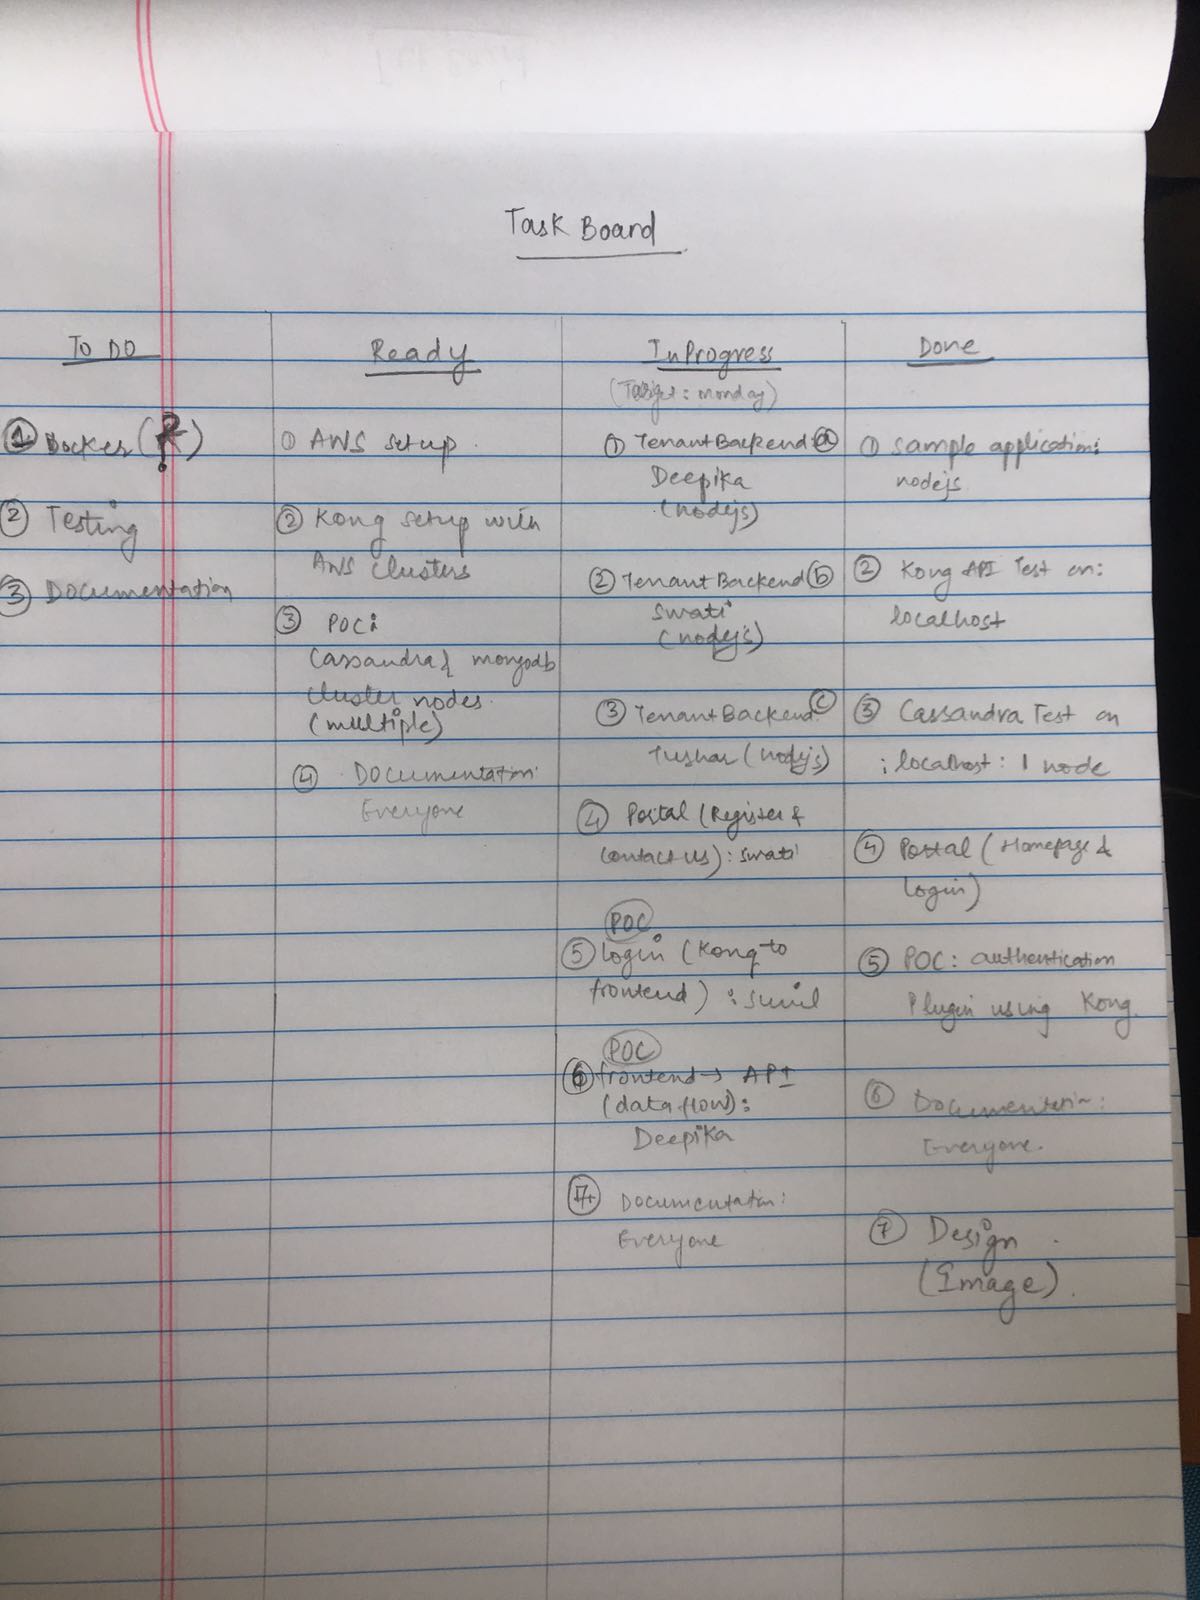 Task Board
To DO
① Docker (?)
② Testing
③ Documentation
Ready
① AWS setup.
② Kong setup with
AWS clusters
③ POC:
Cassandra & mongodb
cluster nodes.
(multiple)
④ Documentation:
Everyone
InProgress
(Target: monday)
① Tenant Backend: ⓐ
Deepika
(nodejs)
② Tenant Backend ⓑ
Swati
(nodejs)
③ Tenant Backend: ⓒ
Tushar (nodejs)
④ Portal (Register &
contact us): swati
POC
⑤ login (Kong to
frontend) : sunil
POC
⑥ frontend → API
(data flow):
Deepika
⑦ Documentation:
Everyone
Done
① sample application:
nodejs
② Kong API Test on:
localhost
③ Cassandra Test on
: localhost: 1 node
④ Portal (Homepage &
login)
⑤ POC: authentication
Plugin using Kong.
⑥ Documentation:
Everyone.
⑦ Design.
(Image).